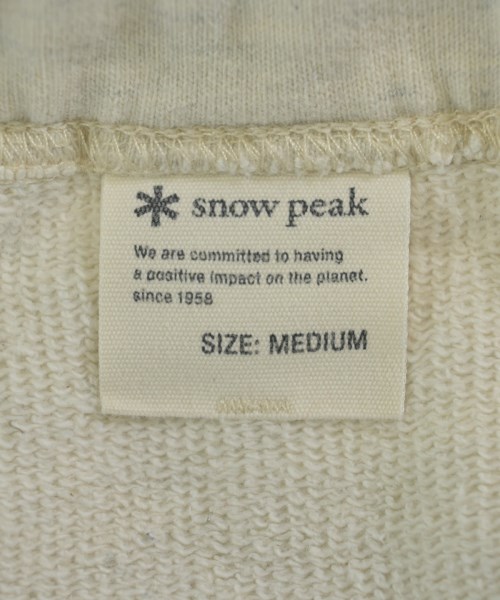 snow peak
We are committed to having
a positive impact on the planet.
since 1958
SIZE: MEDIUM